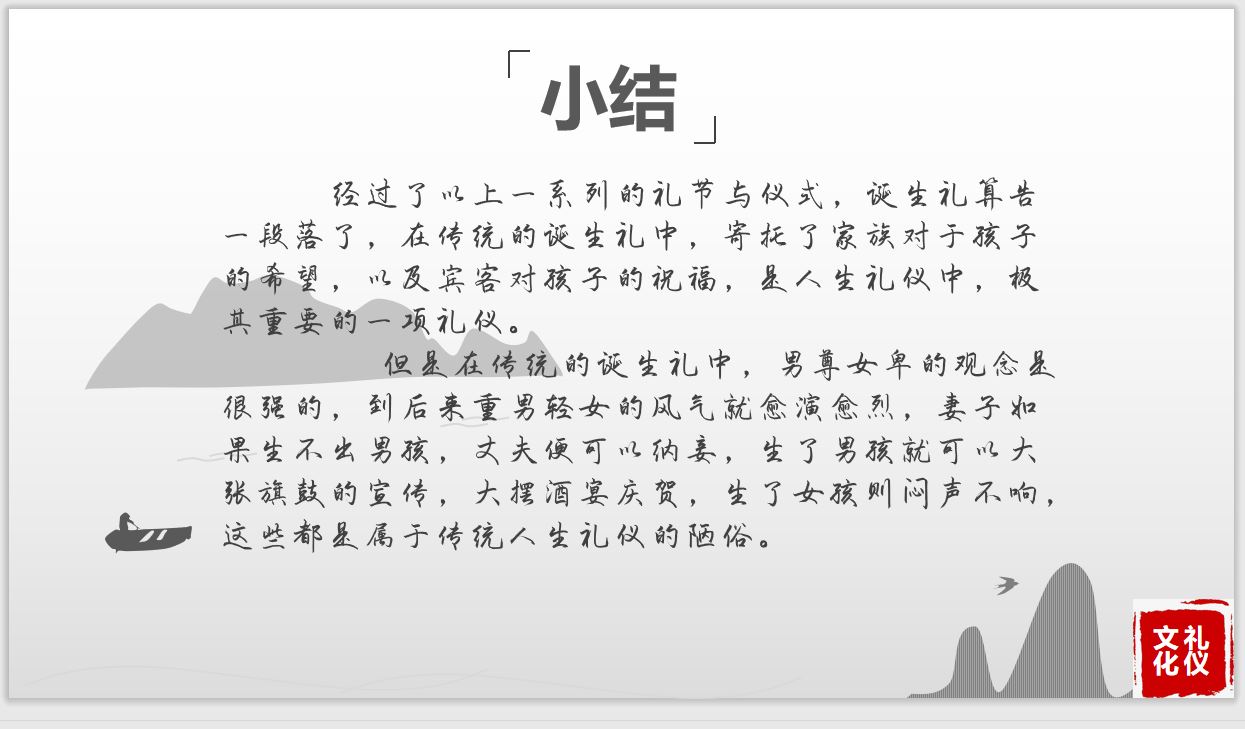 小结
经过了以上一系列的礼节与仪式，诞生礼算告
一段落了，在传统的诞生礼中，寄托了家族对于孩子
的希望，以及宾客对孩子的祝福，是人生礼仪中，极
其重要的一项礼仪。
但是在传统的诞生礼中，男尊女卑的观念是
很强的，到后来重男轻女的风气就愈演愈烈，妻子如
果生不出男孩，丈夫便可以纳妾，生了男孩就可以大
张旗鼓的宣传，大摆酒宴庆贺，生了女孩则闷声不响，
这些都是属于传统人生礼仪的陋俗。
文礼
化仪